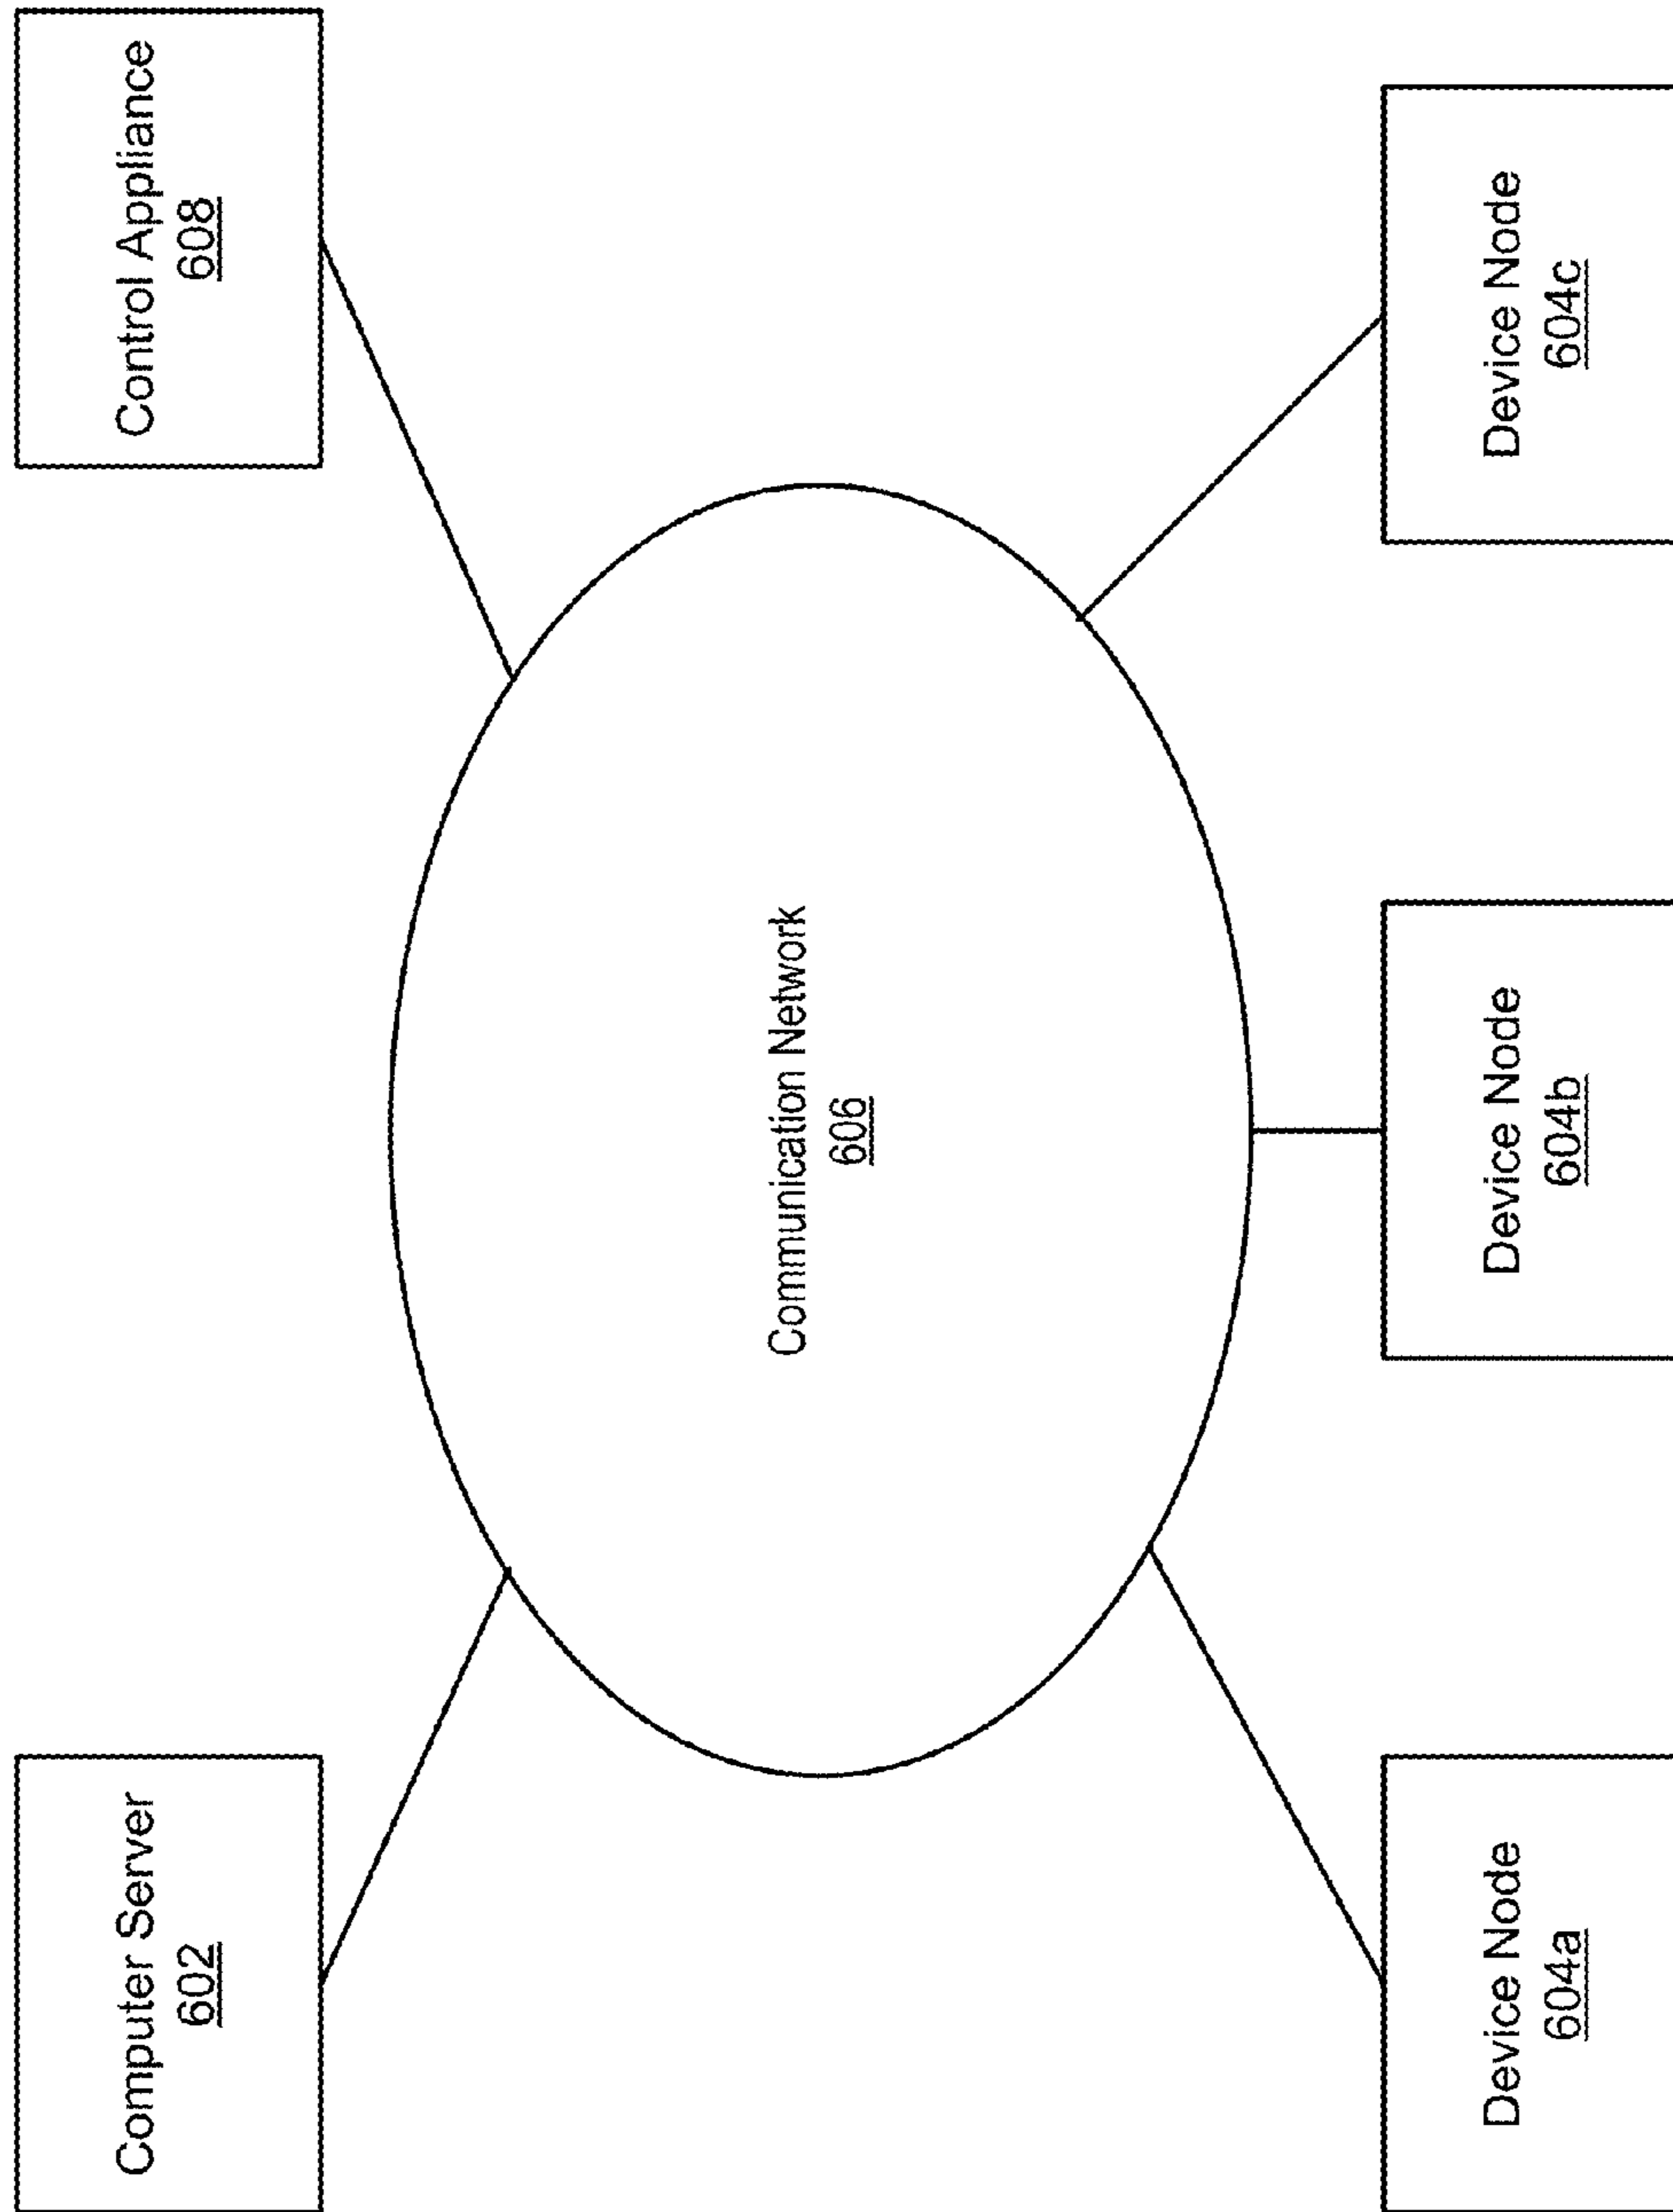 Computer Server
602
Control Appliance
608
Communication Network
606
Device Node
604a
Device Node
604b
Device Node
604c